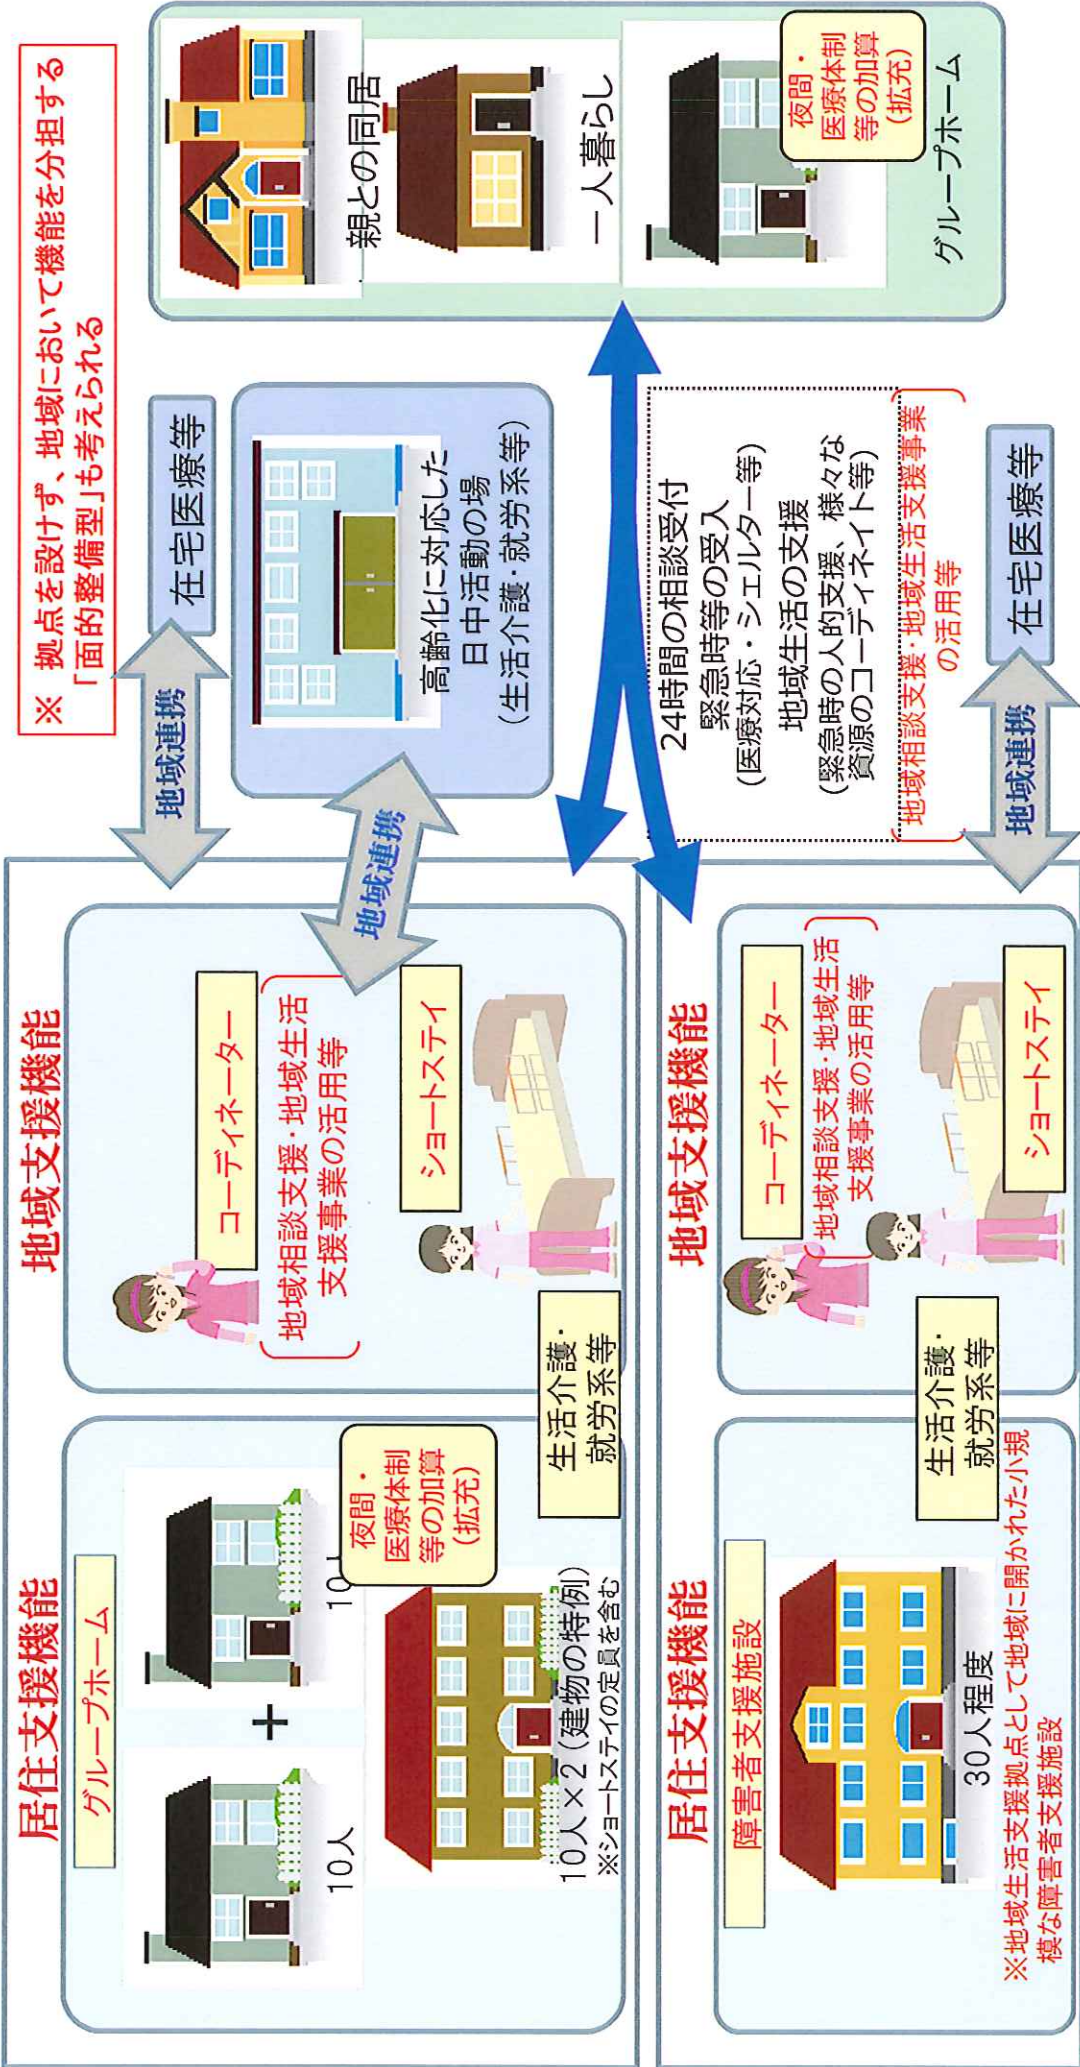 ※ 拠点を設けず、地域において機能を分担する
「面的整備型」も考えられる
居住支援機能
グループホーム
10人
+
10
夜間・
医療体制
等の加算
(拡充)
10人×2(建物の特例)
※ショートステイの定員を含む
生活介護・
就労系等
地域支援機能
コーディネーター
地域相談支援・地域生活
支援事業の活用等
ショートステイ
地域連携
在宅医療等
地域連携
高齢化に対応した
日中活動の場
(生活介護・就労系等)
親との同居
一人暮らし
夜間・
医療体制
等の加算
(拡充)
グループホーム
24時間の相談受付
緊急時等の受入
(医療対応・シェルター等)
地域生活の支援
(緊急時の人的支援、様々な
資源のコーディネイト等)
地域相談支援・地域生活支援事業
の活用等
居住支援機能
障害者支援施設
30人程度
※地域生活支援拠点として地域に開かれた小規
模な障害者支援施設
生活介護・
就労系等
地域支援機能
コーディネーター
地域相談支援・地域生活
支援事業の活用等
ショートステイ
地域連携
在宅医療等